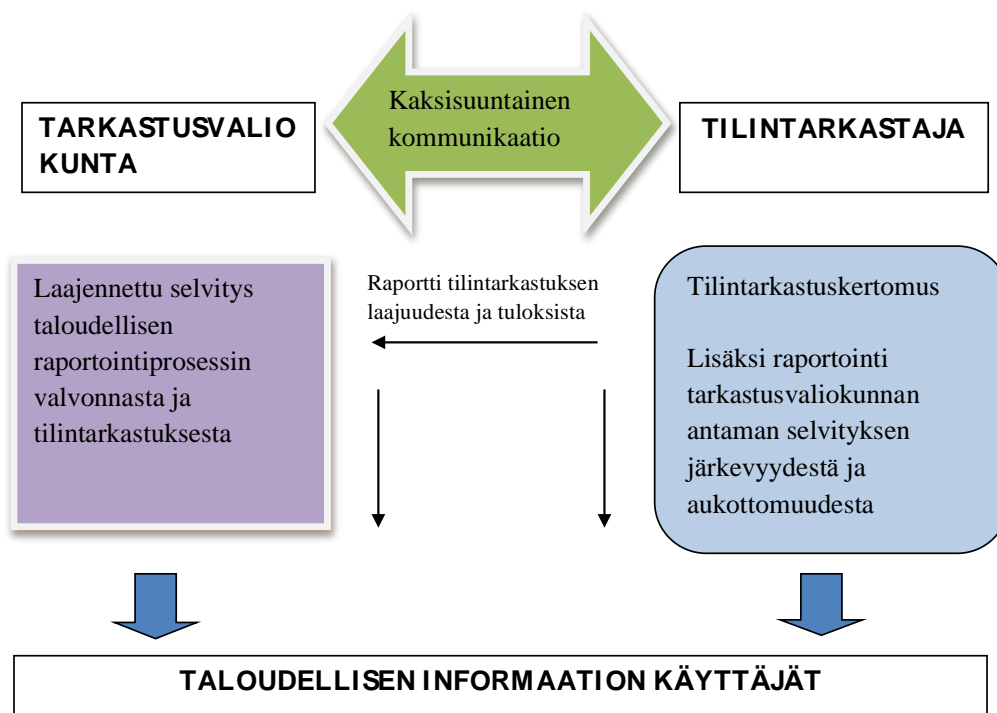 Kaksisuuntainen
kommunikaatio
TARKASTUSVALIO
KUNTA
TILINTARKASTAJA
Laajennettu selvitys
taloudellisen
raportointiprosessin
valvonnasta ja
tilintarkastuksesta
Raportti tilintarkastuksen
laajuudesta ja tuloksista
Tilintarkastuskertomus
Lisäksi raportointi
tarkastusvaliokunnan
antaman selvityksen
järkevyydestä ja
aukottomuudesta
TALOUDELLISEN INFORMAATION KÄYTTÄJÄT